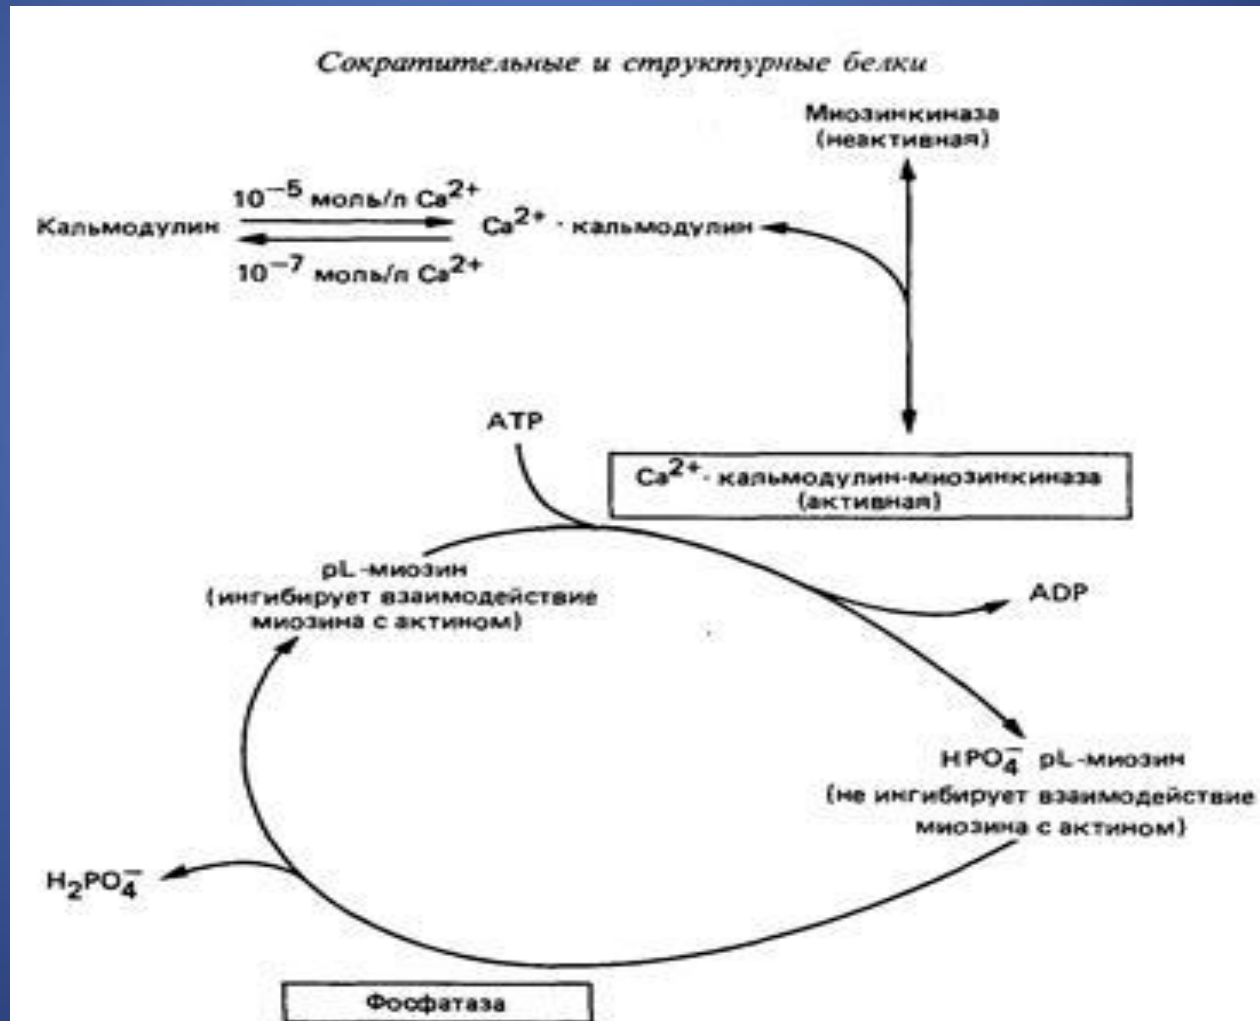 Сократительные и структурные белки
Миозинкиназа
(неактивная)
10⁻⁵ моль/л Ca²⁺
Кальмодулин
Ca²⁺ · кальмодулин
10⁻⁷ моль/л Ca²⁺
ATP
Ca²⁺· кальмодулин-миозинкиназа
(активная)
pL-миозин
(ингибирует взаимодействие
миозина с актином)
ADP
HPO₄⁻ pL-миозин
(не ингибирует взаимодействие
миозина с актином)
H₂PO₄⁻
Фосфатаза